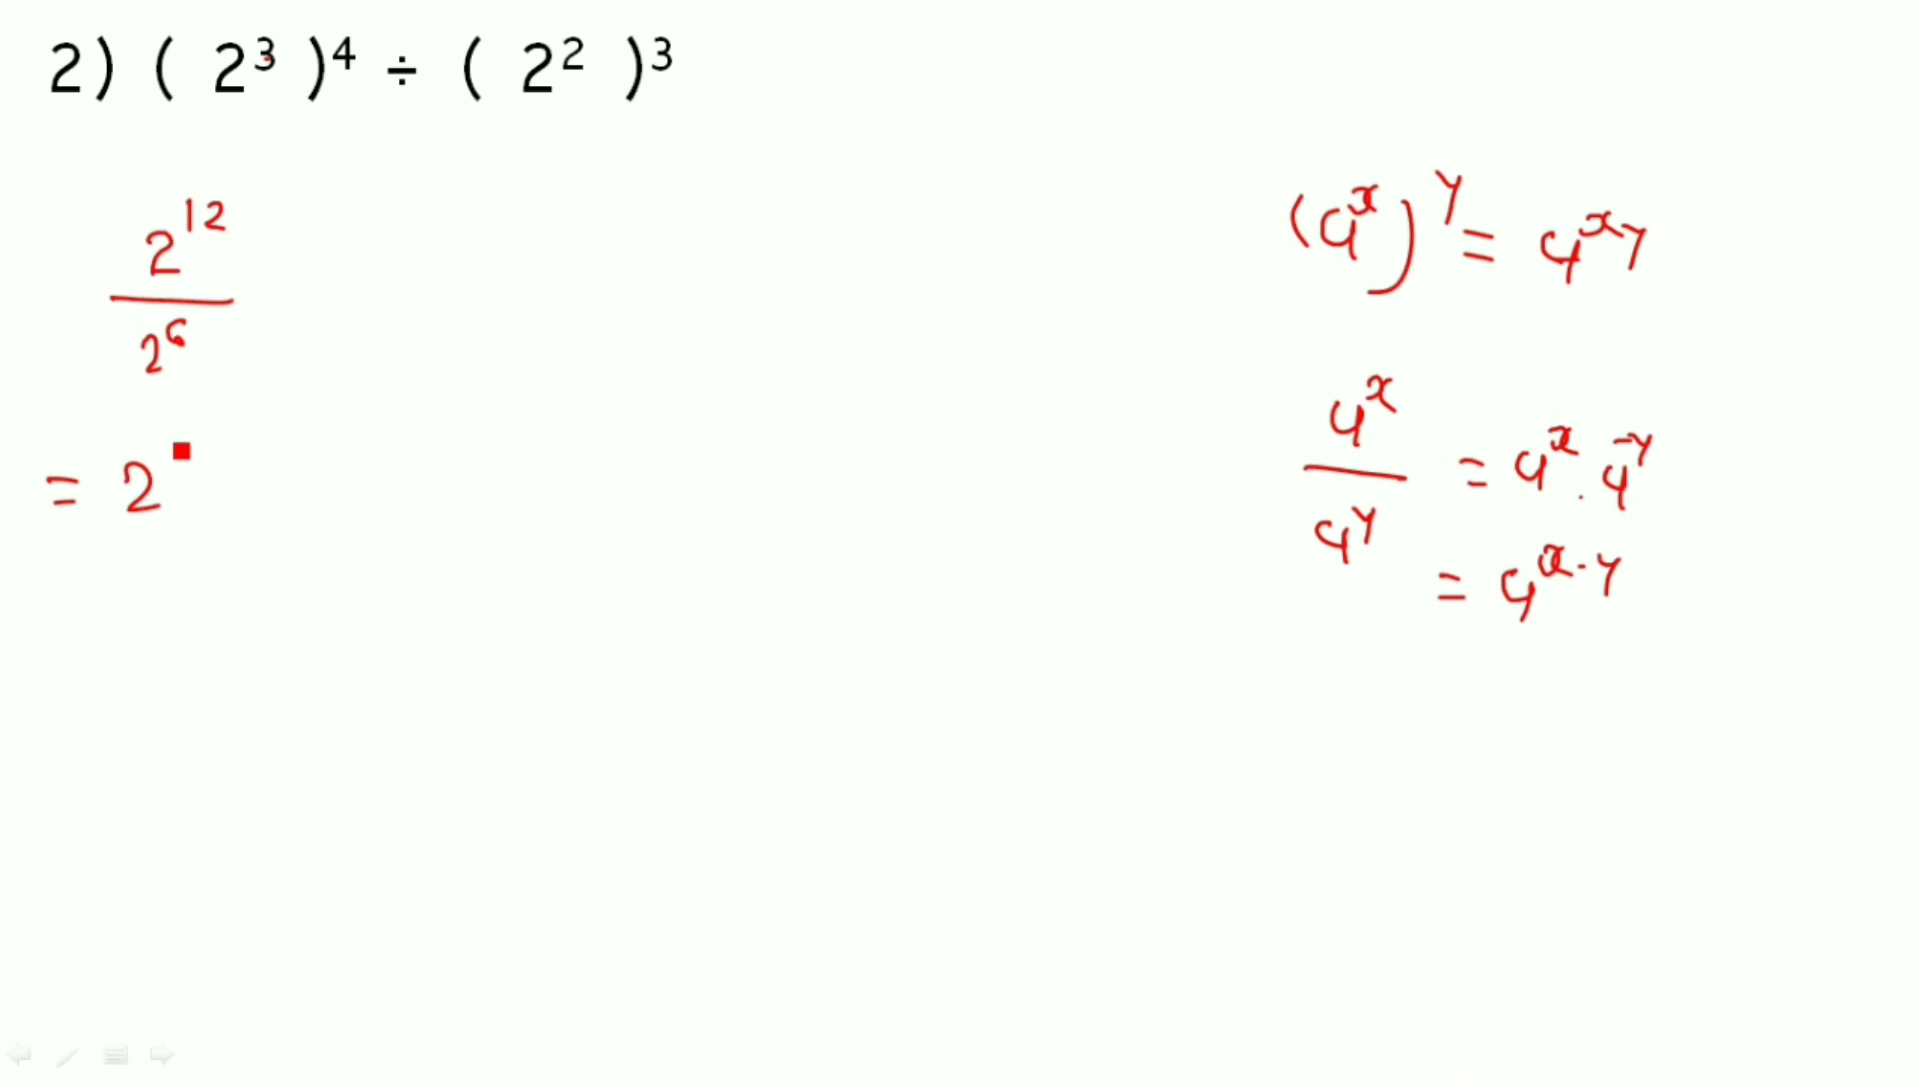 2) ( 2³ )⁴ ÷ ( 2² )³
2¹²
2⁶
= 2
(a^x)^y = a^xy
a^x / a^y = a^x . a^-y
= a^x-y